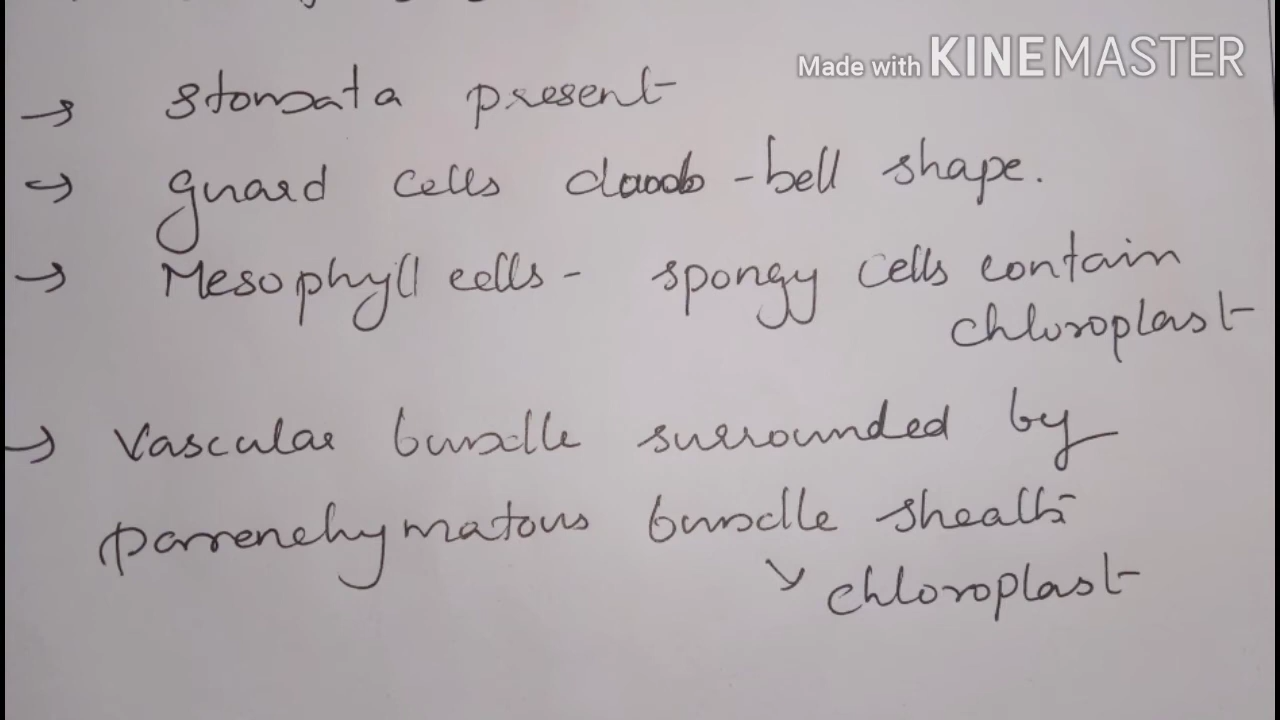 Made with KINEMASTER
→ Stomata present
→ guard cells dumb-bell shape.
→ Mesophyll cells - spongy cells contain
chloroplast
→ Vascular bundle surrounded by
parenchymatous bundle sheath
↘ chloroplast